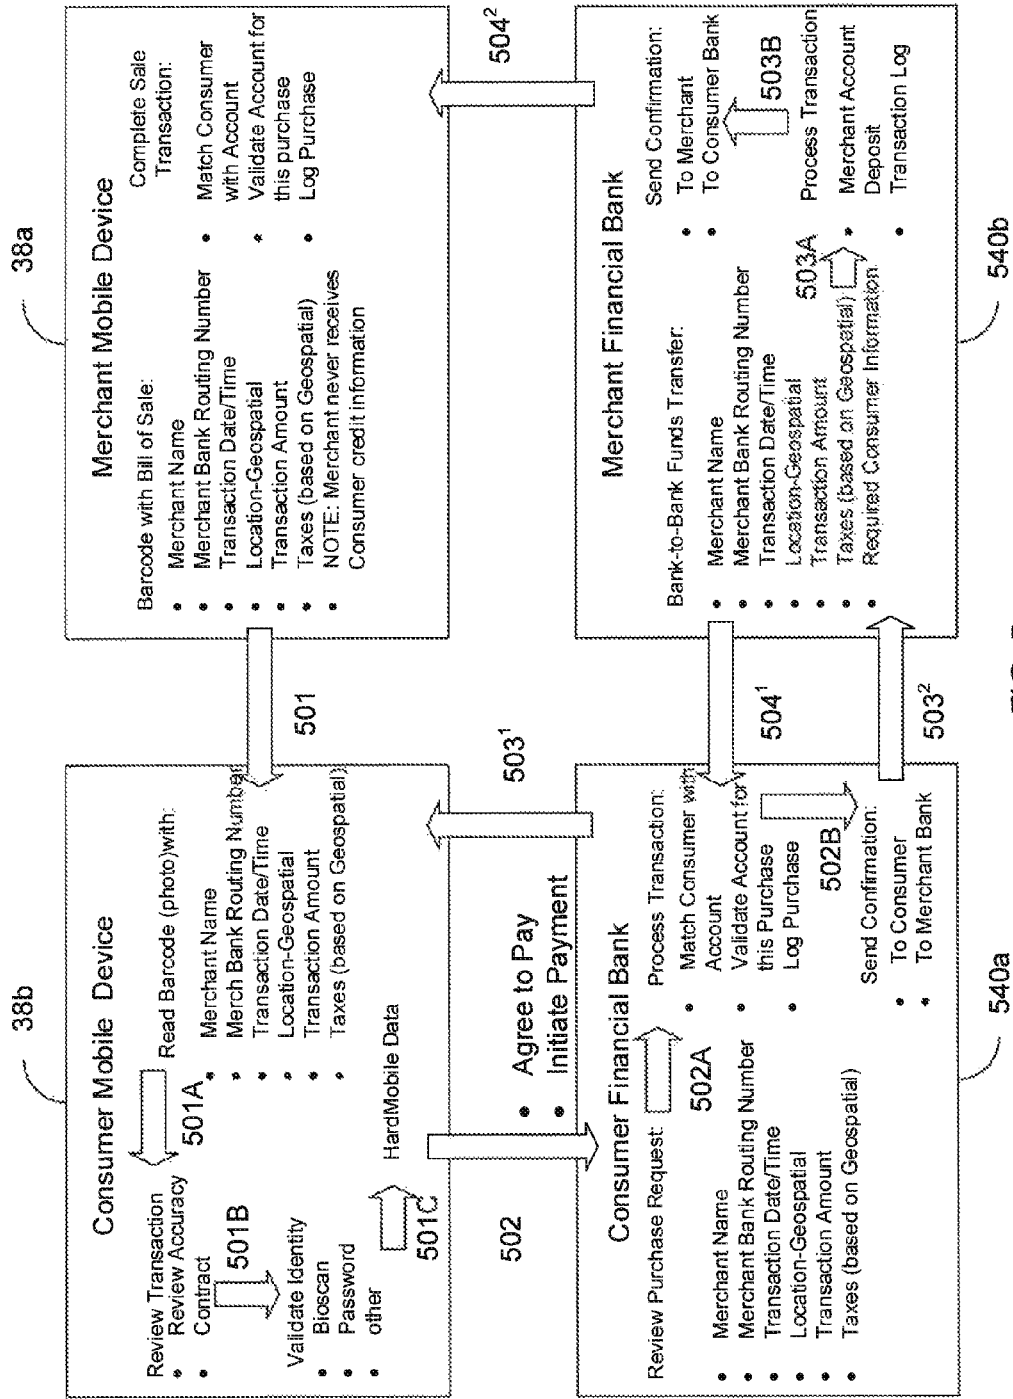 38b
Consumer Mobile Device
Review Transaction
• Review Accuracy
• Contract
501A
Read Barcode (photo)with:
• Merchant Name
• Merch Bank Routing Number
• Transaction Date/Time
• Location-Geospatial
• Transaction Amount
• Taxes (based on Geospatial)
501B
Validate Identity
• Bioscan
• Password
• other
501C
HardMobile Data
38a
Merchant Mobile Device
Barcode with Bill of Sale:
• Merchant Name
• Merchant Bank Routing Number
• Transaction Date/Time
• Location-Geospatial
• Transaction Amount
• Taxes (based on Geospatial)
• NOTE: Merchant never receives
Consumer credit information
Complete Sale
Transaction:
• Match Consumer
with Account
• Validate Account for
this purchase
• Log Purchase
501
502
• Agree to Pay
• Initiate Payment
503¹
504²
Consumer Financial Bank
Review Purchase Request:
• Merchant Name
• Merchant Bank Routing Number
• Transaction Date/Time
• Location-Geospatial
• Transaction Amount
• Taxes (based on Geospatial)
502A
Process Transaction:
• Match Consumer with
Account
• Validate Account for
this Purchase
• Log Purchase
502B
Send Confirmation:
• To Consumer
• To Merchant Bank
540a
504¹
503²
Merchant Financial Bank
Bank-to-Bank Funds Transfer:
• Merchant Name
• Merchant Bank Routing Number
• Transaction Date/Time
• Location-Geospatial
• Transaction Amount
• Taxes (based on Geospatial)
• Required Consumer Information
503A
Send Confirmation:
• To Merchant
• To Consumer Bank
503B
Process Transaction
• Merchant Account
Deposit
• Transaction Log
540b